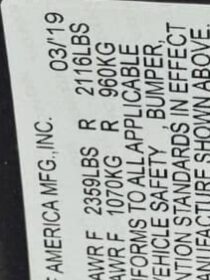 F AMERICA MFG., INC. 03/'19
AWR F 2359LBS R 2116LBS
AWR F 1070KG R 960KG
FORMS TO ALL APPLICABLE
VEHICLE SAFETY, BUMPER,
NTION STANDARDS IN EFFECT
ANUFACTURE SHOWN ABOVE.